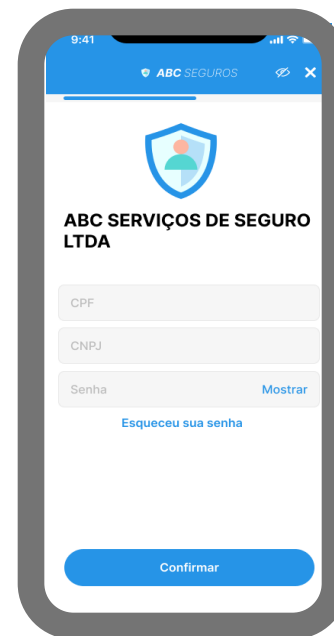 9:41
ABC SEGUROS
ABC SERVIÇOS DE SEGURO
LTDA
CPF
CNPJ
Senha Mostrar
Esqueceu sua senha
Confirmar